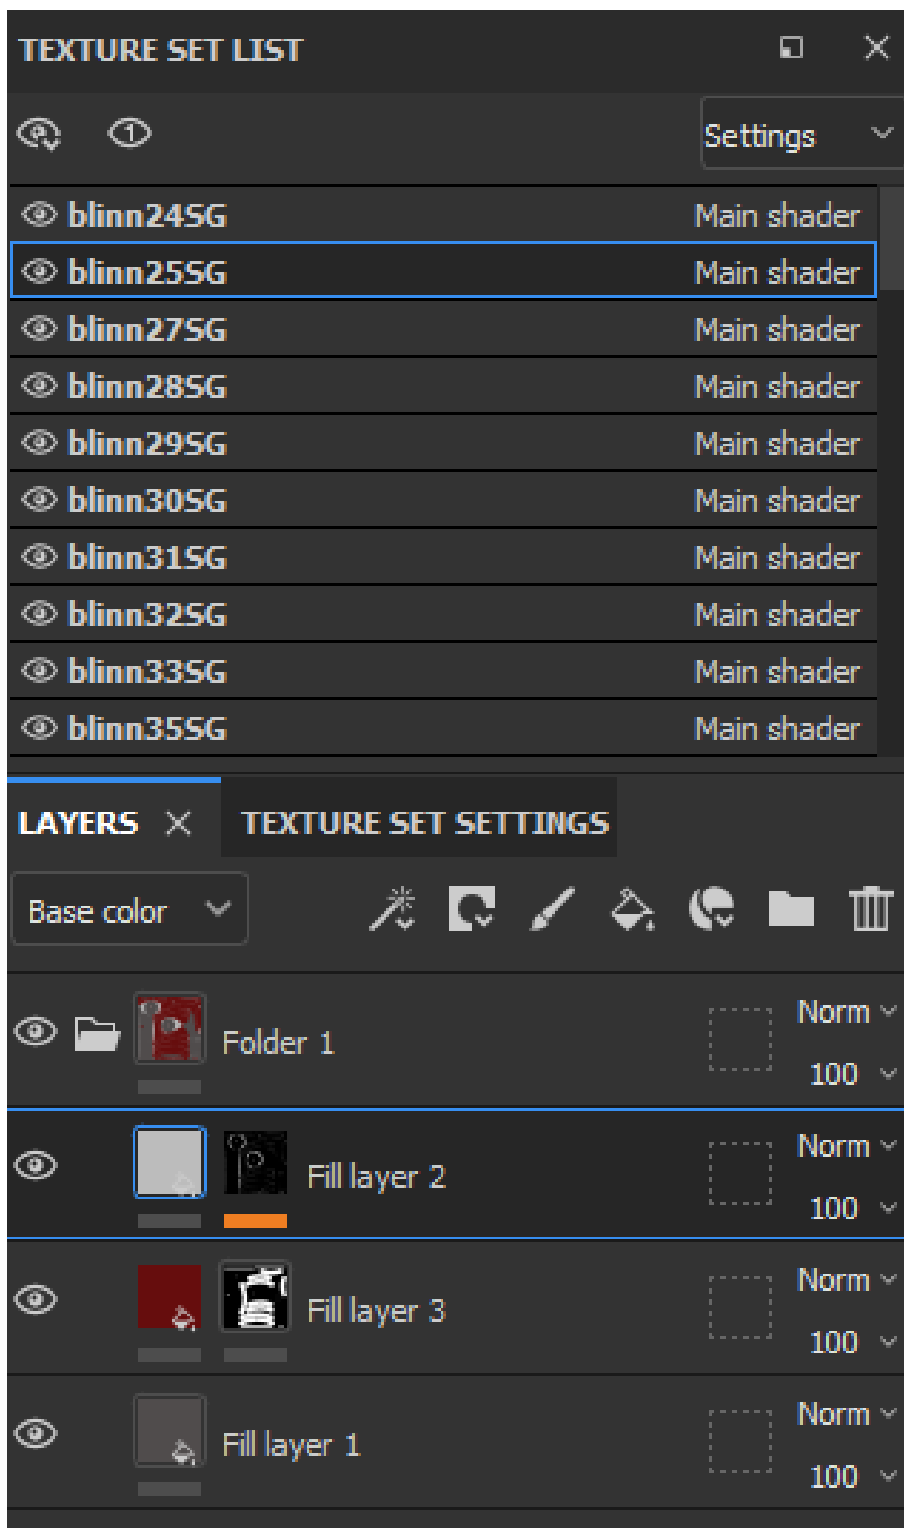 TEXTURE SET LIST
1
Settings
blinn24SG Main shader
blinn25SG Main shader
blinn27SG Main shader
blinn28SG Main shader
blinn29SG Main shader
blinn30SG Main shader
blinn31SG Main shader
blinn32SG Main shader
blinn33SG Main shader
blinn35SG Main shader
LAYERS TEXTURE SET SETTINGS
Base color
Folder 1 Norm
100
Fill layer 2 Norm
100
Fill layer 3 Norm
100
Fill layer 1 Norm
100